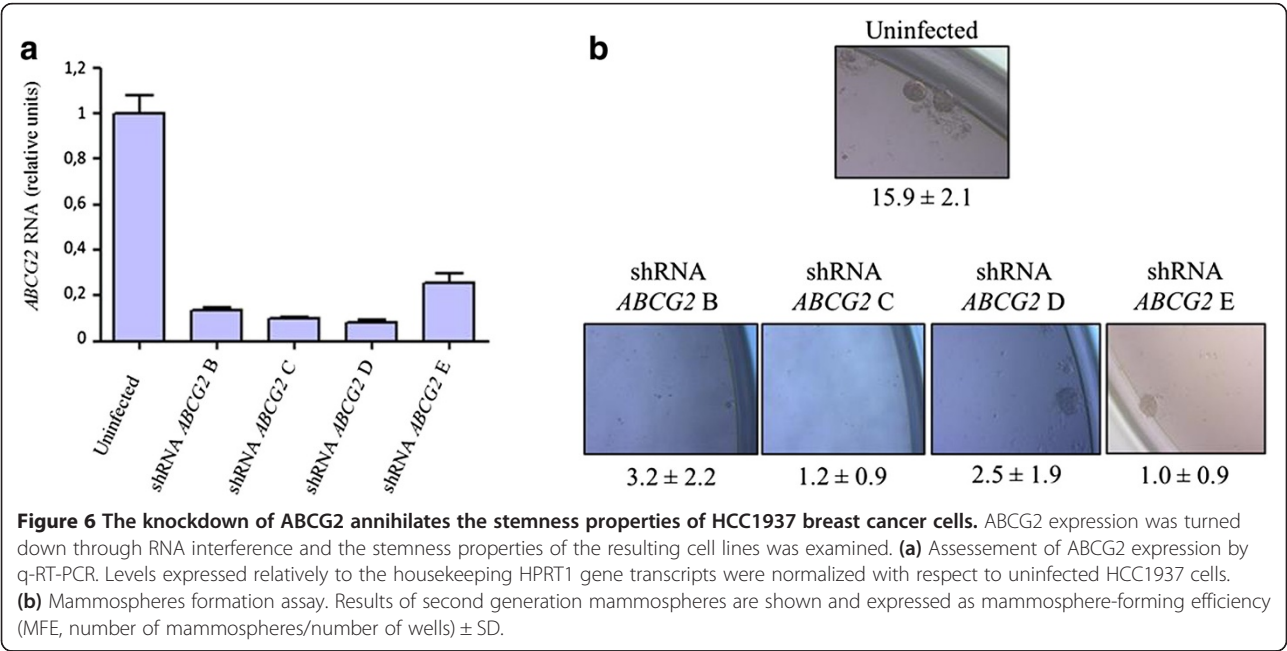 a
ABCG2 RNA (relative units)
1,2
1
0,8
0,6
0,4
0,2
0
Uninfected
shRNA ABCG2 B
shRNA ABCG2 C
shRNA ABCG2 D
shRNA ABCG2 E
b
Uninfected
15.9 ± 2.1
shRNA
ABCG2 B
shRNA
ABCG2 C
shRNA
ABCG2 D
shRNA
ABCG2 E
3.2 ± 2.2
1.2 ± 0.9
2.5 ± 1.9
1.0 ± 0.9
Figure 6 The knockdown of ABCG2 annihilates the stemness properties of HCC1937 breast cancer cells. ABCG2 expression was turned
down through RNA interference and the stemness properties of the resulting cell lines was examined. (a) Assessement of ABCG2 expression by
q-RT-PCR. Levels expressed relatively to the housekeeping HPRT1 gene transcripts were normalized with respect to uninfected HCC1937 cells.
(b) Mammospheres formation assay. Results of second generation mammospheres are shown and expressed as mammosphere-forming efficiency
(MFE, number of mammospheres/number of wells) ± SD.